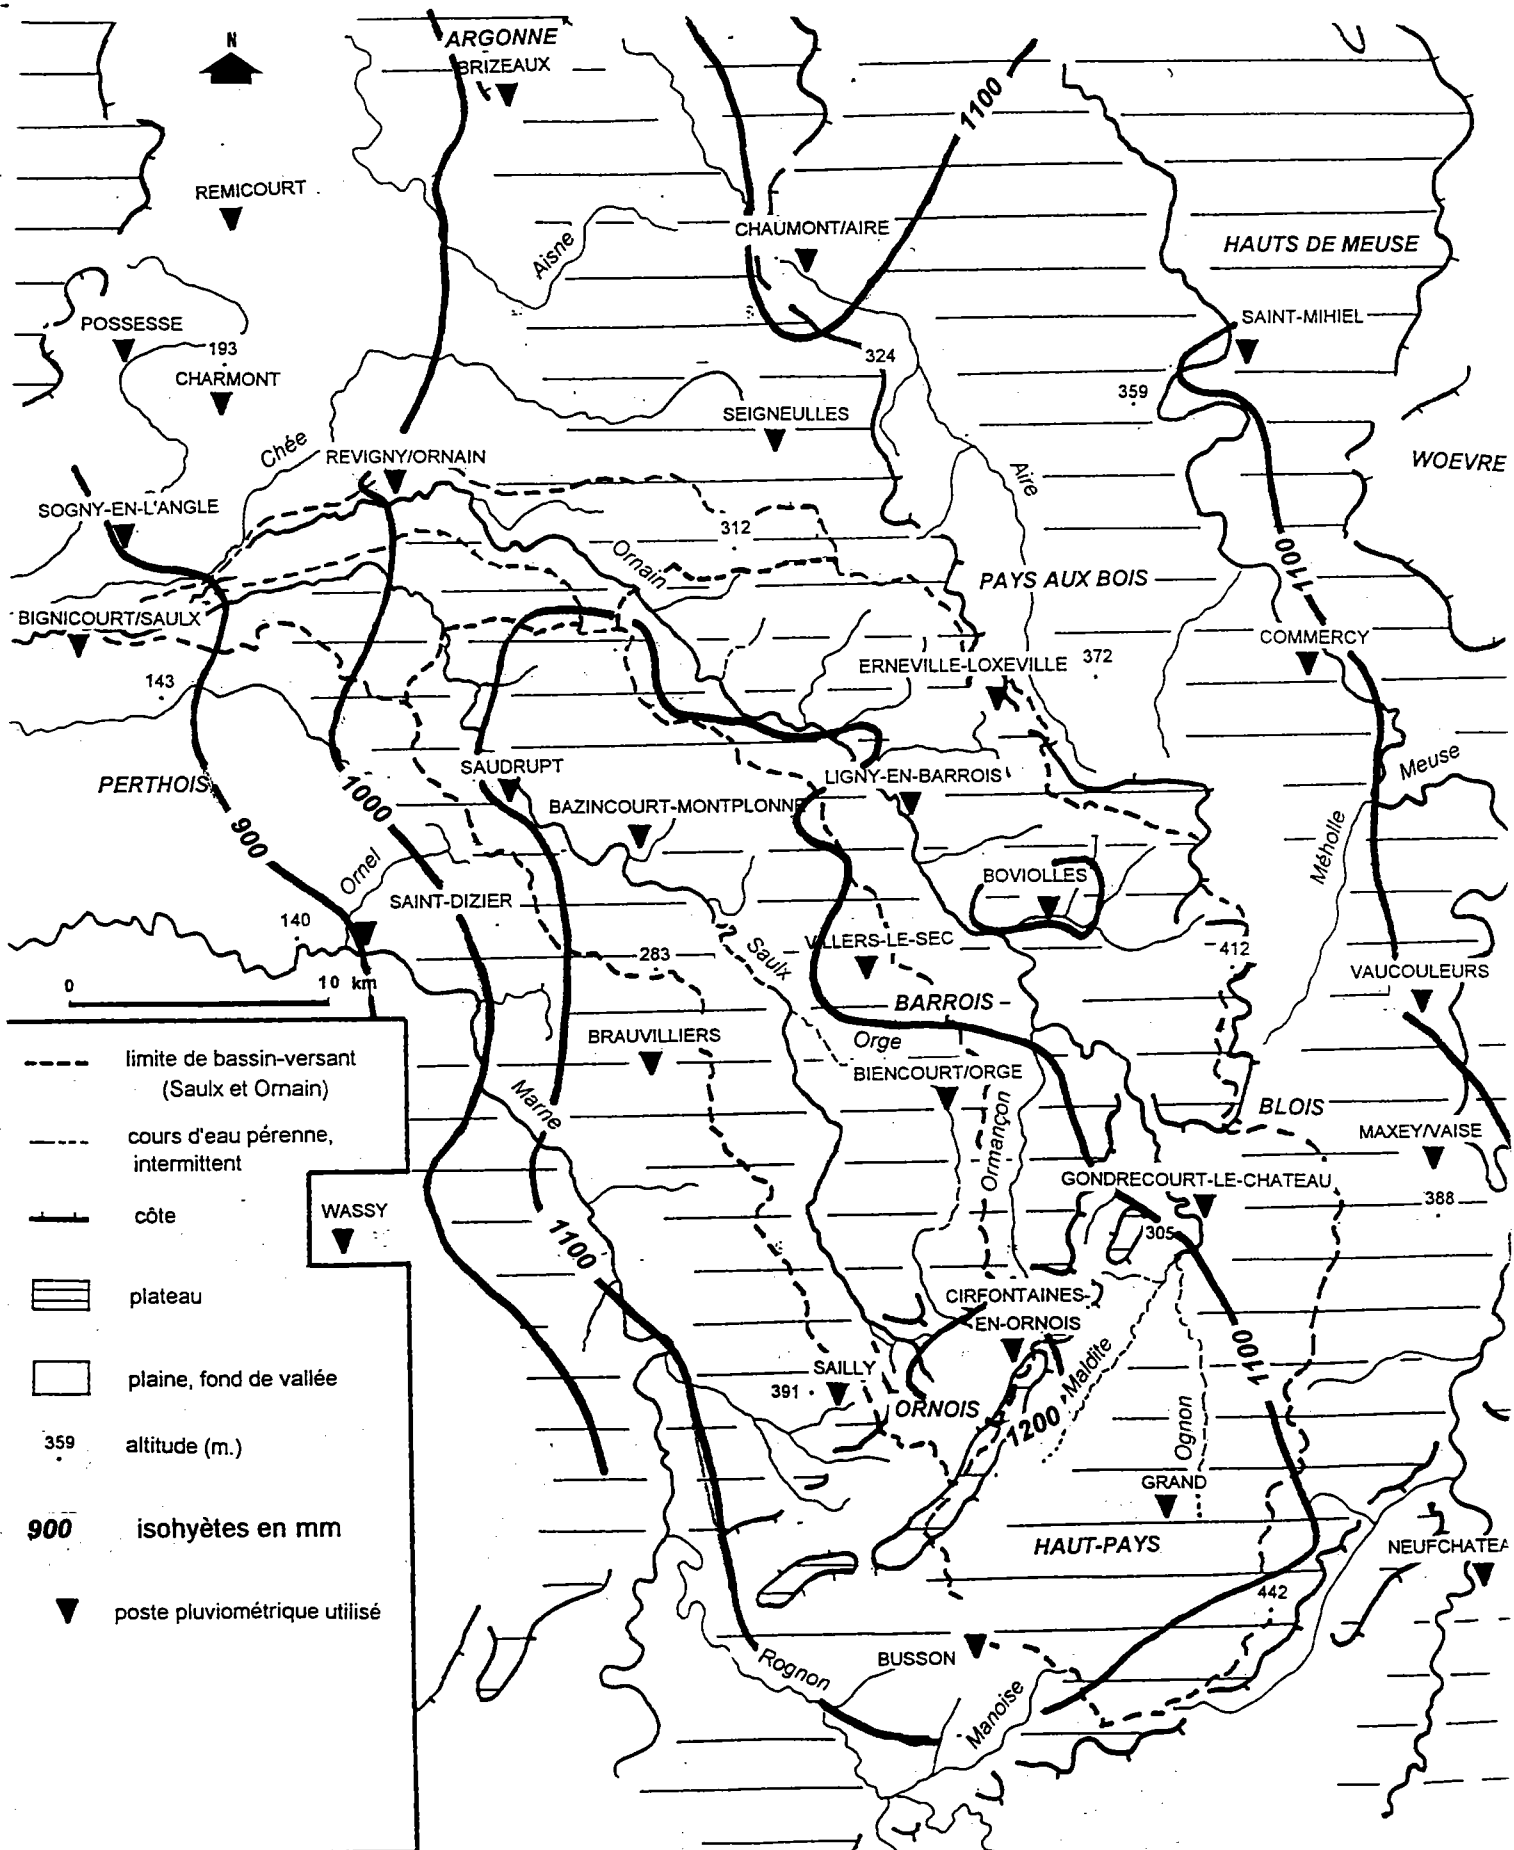 N
ARGONNE
BRIZEAUX
1100
REMICOURT
CHAUMONT/AIRE
HAUTS DE MEUSE
Aisne
POSSESSE
193
CHARMONT
324
SAINT-MIHIEL
359
SEIGNEULLES
Chée
REVIGNY/ORNAIN
WOEVRE
Aire
SOGNY-EN-L'ANGLE
312
Ornain
1100
PAYS AUX BOIS
BIGNICOURT/SAULX
COMMERCY
ERNEVILLE-LOXEVILLE
372
143
PERTHOIS
SAUDRUPT
LIGNY-EN-BARROIS
Meuse
1000
BAZINCOURT-MONTPLONNE
900
Méholle
Ornel
BOVIOLLES
SAINT-DIZIER
140
VILLERS-LE-SEC
283
Saulx
412
VAUCOULEURS
0
10 km
BARROIS
BRAUVILLIERS
Orge
BIENCOURT/ORGE
Marne
Ormançon
BLOIS
MAXEY/VAISE
GONDRECOURT-LE-CHATEAU
388
305
1100
CIRFONTAINES-
EN-ORNOIS
1100
Maldite
SAILLY
391
ORNOIS
1200
Ognon
GRAND
HAUT-PAYS
NEUFCHATEA
442
BUSSON
Rognon
Manoise
limite de bassin-versant
(Saulx et Ornain)
cours d'eau pérenne,
intermittent
côte
WASSY
plateau
plaine, fond de vallée
359
altitude (m.)
900
isohyètes en mm
poste pluviométrique utilisé